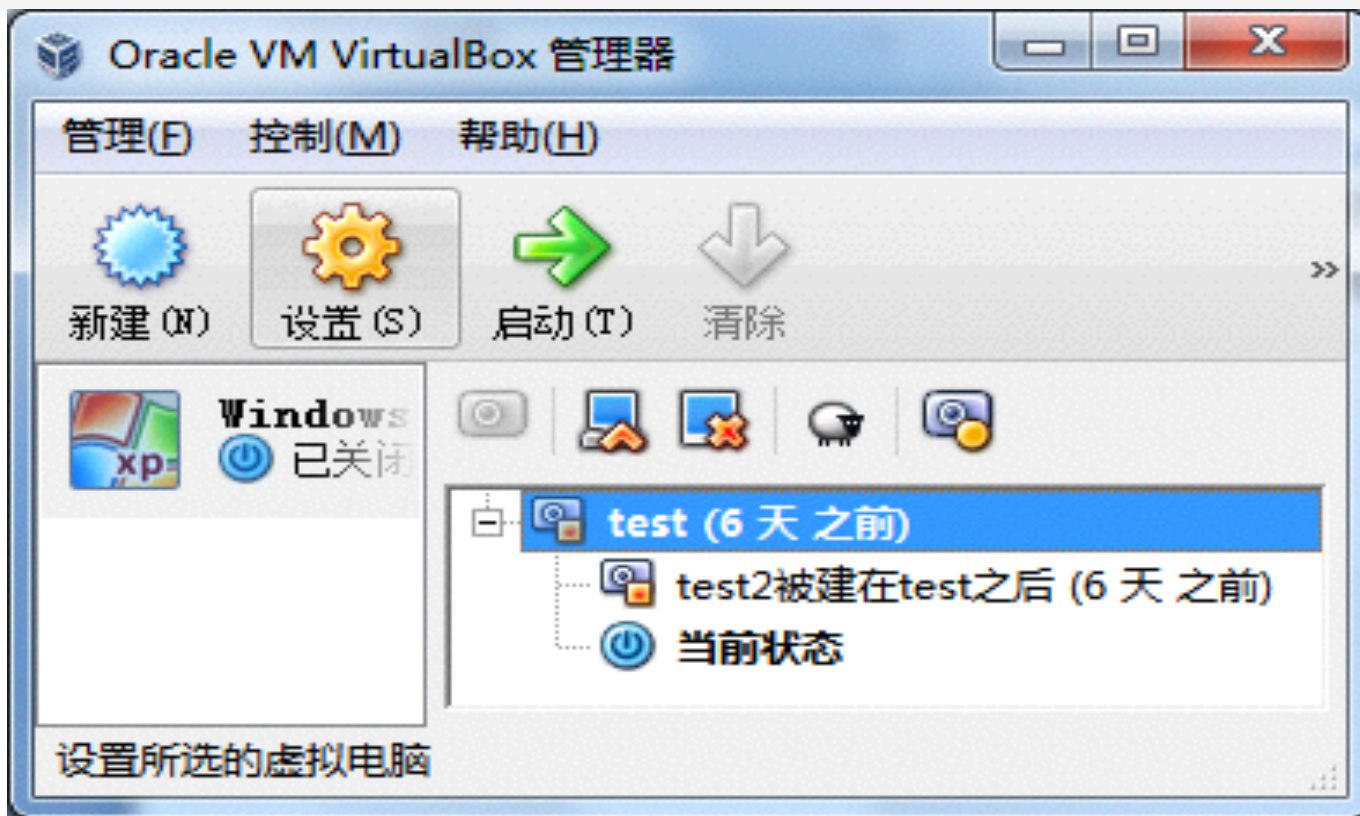 Oracle VM VirtualBox 管理器
管理(F) 控制(M) 帮助(H)
新建(N) 设置(S) 启动(T) 清除
»
Windows
已关闭
xp
test (6 天 之前)
test2被建在test之后 (6 天 之前)
当前状态
设置所选的虚拟电脑